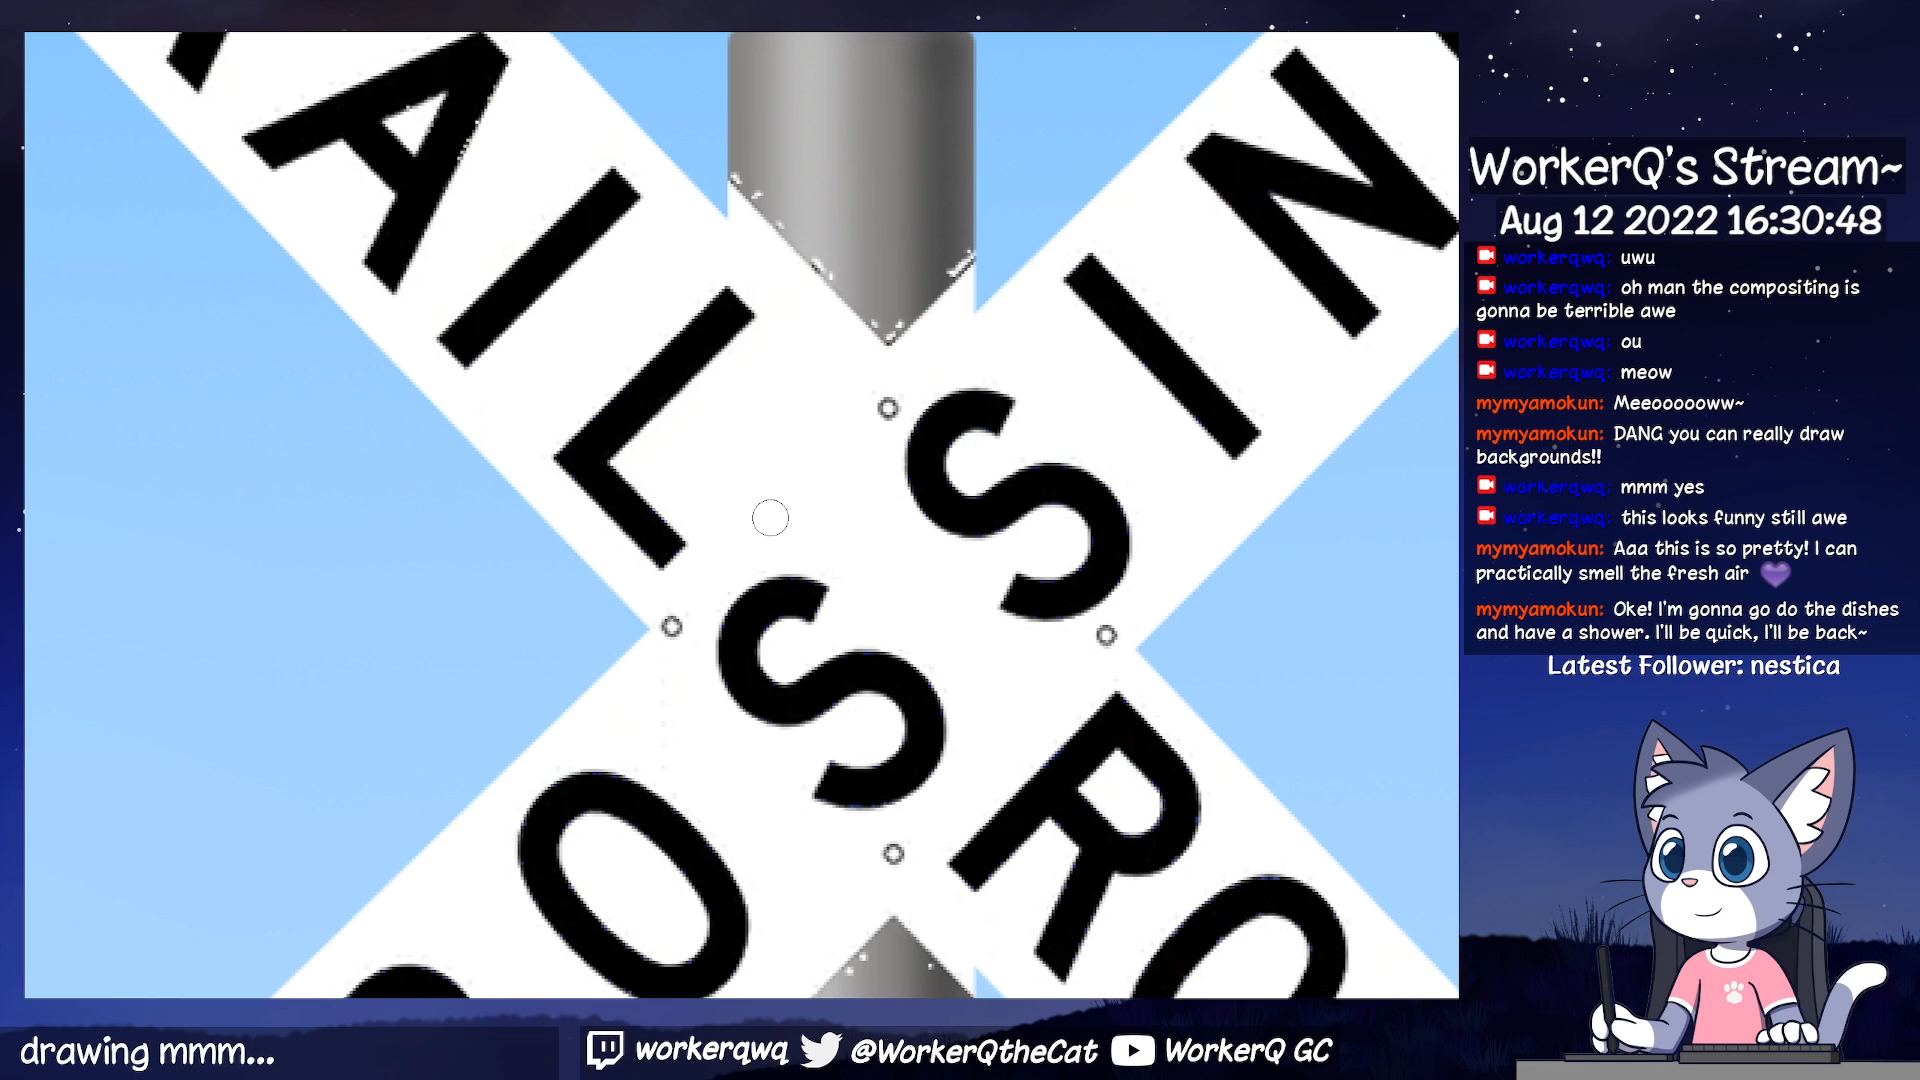 AIL
SSIN
OS
RO
WorkerQ's Stream~
Aug 12 2022 16:30:48
workerqwq: uwu
workerqwq: oh man the compositing is
gonna be terrible awe
workerqwq: ou
workerqwq: meow
mymyamokun: Meeoooooww~
mymyamokun: DANG you can really draw
backgrounds!!
workerqwq: mmm yes
workerqwq: this looks funny still awe
mymyamokun: Aaa this is so pretty! I can
practically smell the fresh air
mymyamokun: Oke! I'm gonna go do the dishes
and have a shower. I'll be quick, I'll be back~
Latest Follower: nestica
drawing mmm...
workerqwq @WorkerQtheCat WorkerQ GC